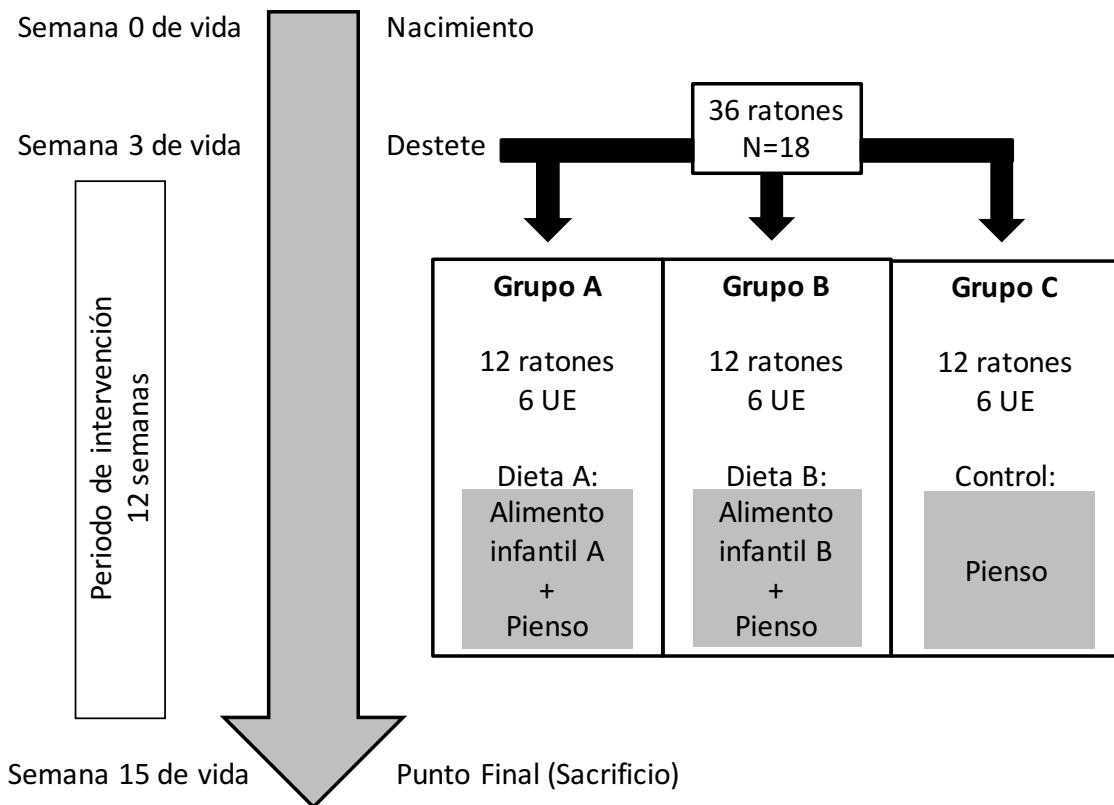 Semana 0 de vida
Nacimiento
36 ratones
N=18
Semana 3 de vida
Destete
Periodo de intervención
12 semanas
Grupo A
12 ratones
6 UE
Dieta A:
Alimento
infantil A
+
Pienso
Grupo B
12 ratones
6 UE
Dieta B:
Alimento
infantil B
+
Pienso
Grupo C
12 ratones
6 UE
Control:
Pienso
Semana 15 de vida
Punto Final (Sacrificio)